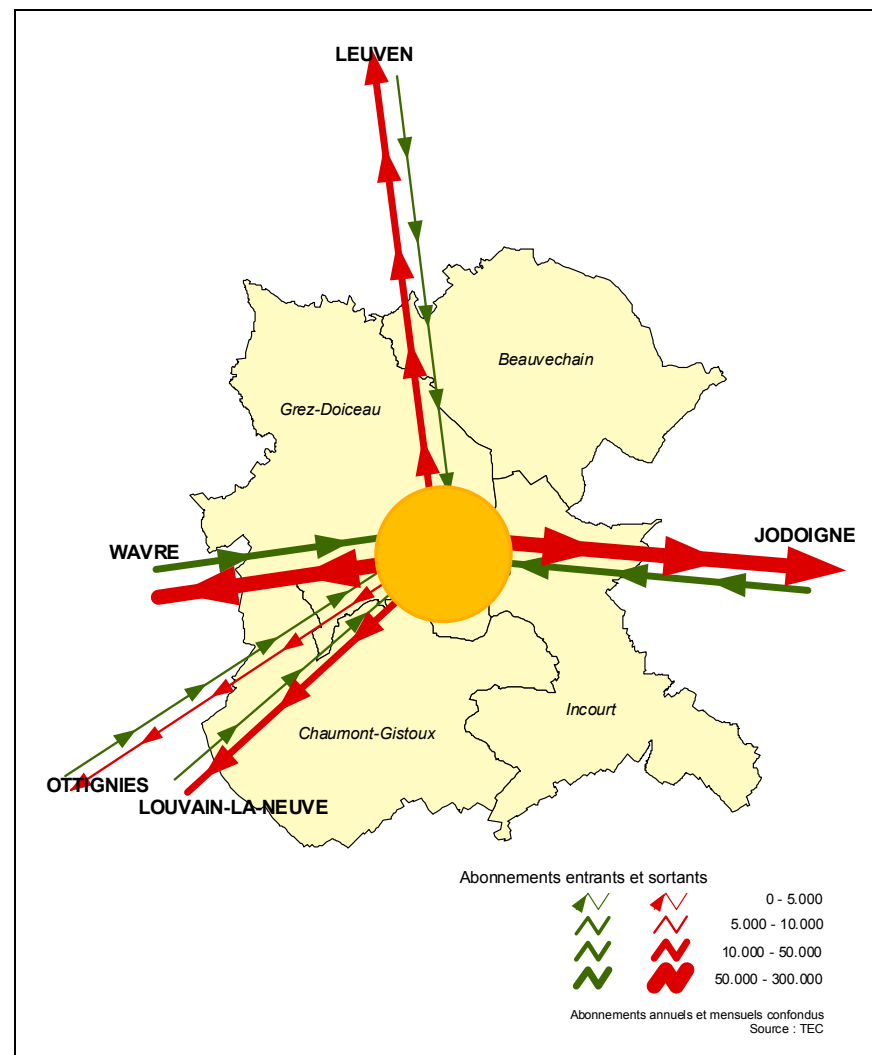 LEUVEN
Beauvechain
Grez-Doiceau
WAVRE
JODOIGNE
Incourt
Chaumont-Gistoux
OTTIGNIES
LOUVAIN-LA-NEUVE
Abonnements entrants et sortants
0 - 5.000
5.000 - 10.000
10.000 - 50.000
50.000 - 300.000
Abonnements annuels et mensuels confondus
Source : TEC